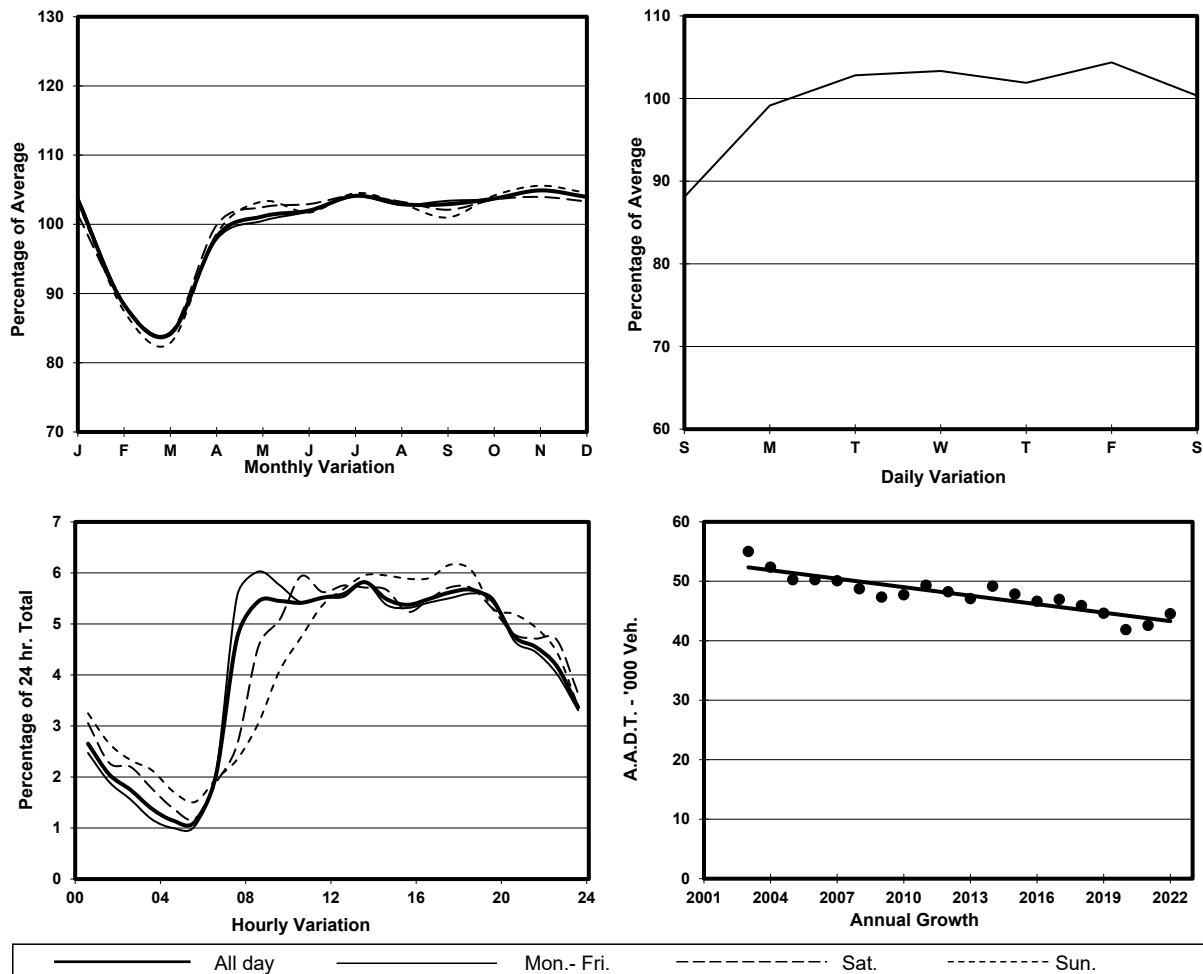 130
120
110
100
90
80
70
Percentage of Average
J F M A M J J A S O N D
Monthly Variation
110
100
90
80
70
60
Percentage of Average
S M T W T F S
Daily Variation
7
6
5
4
3
2
1
0
Percentage of 24 hr. Total
00 04 08 12 16 20 24
Hourly Variation
60
50
40
30
20
10
0
A.A.D.T. - '000 Veh.
2001 2004 2007 2010 2013 2016 2019 2022
Annual Growth
All day Mon.- Fri. Sat. Sun.